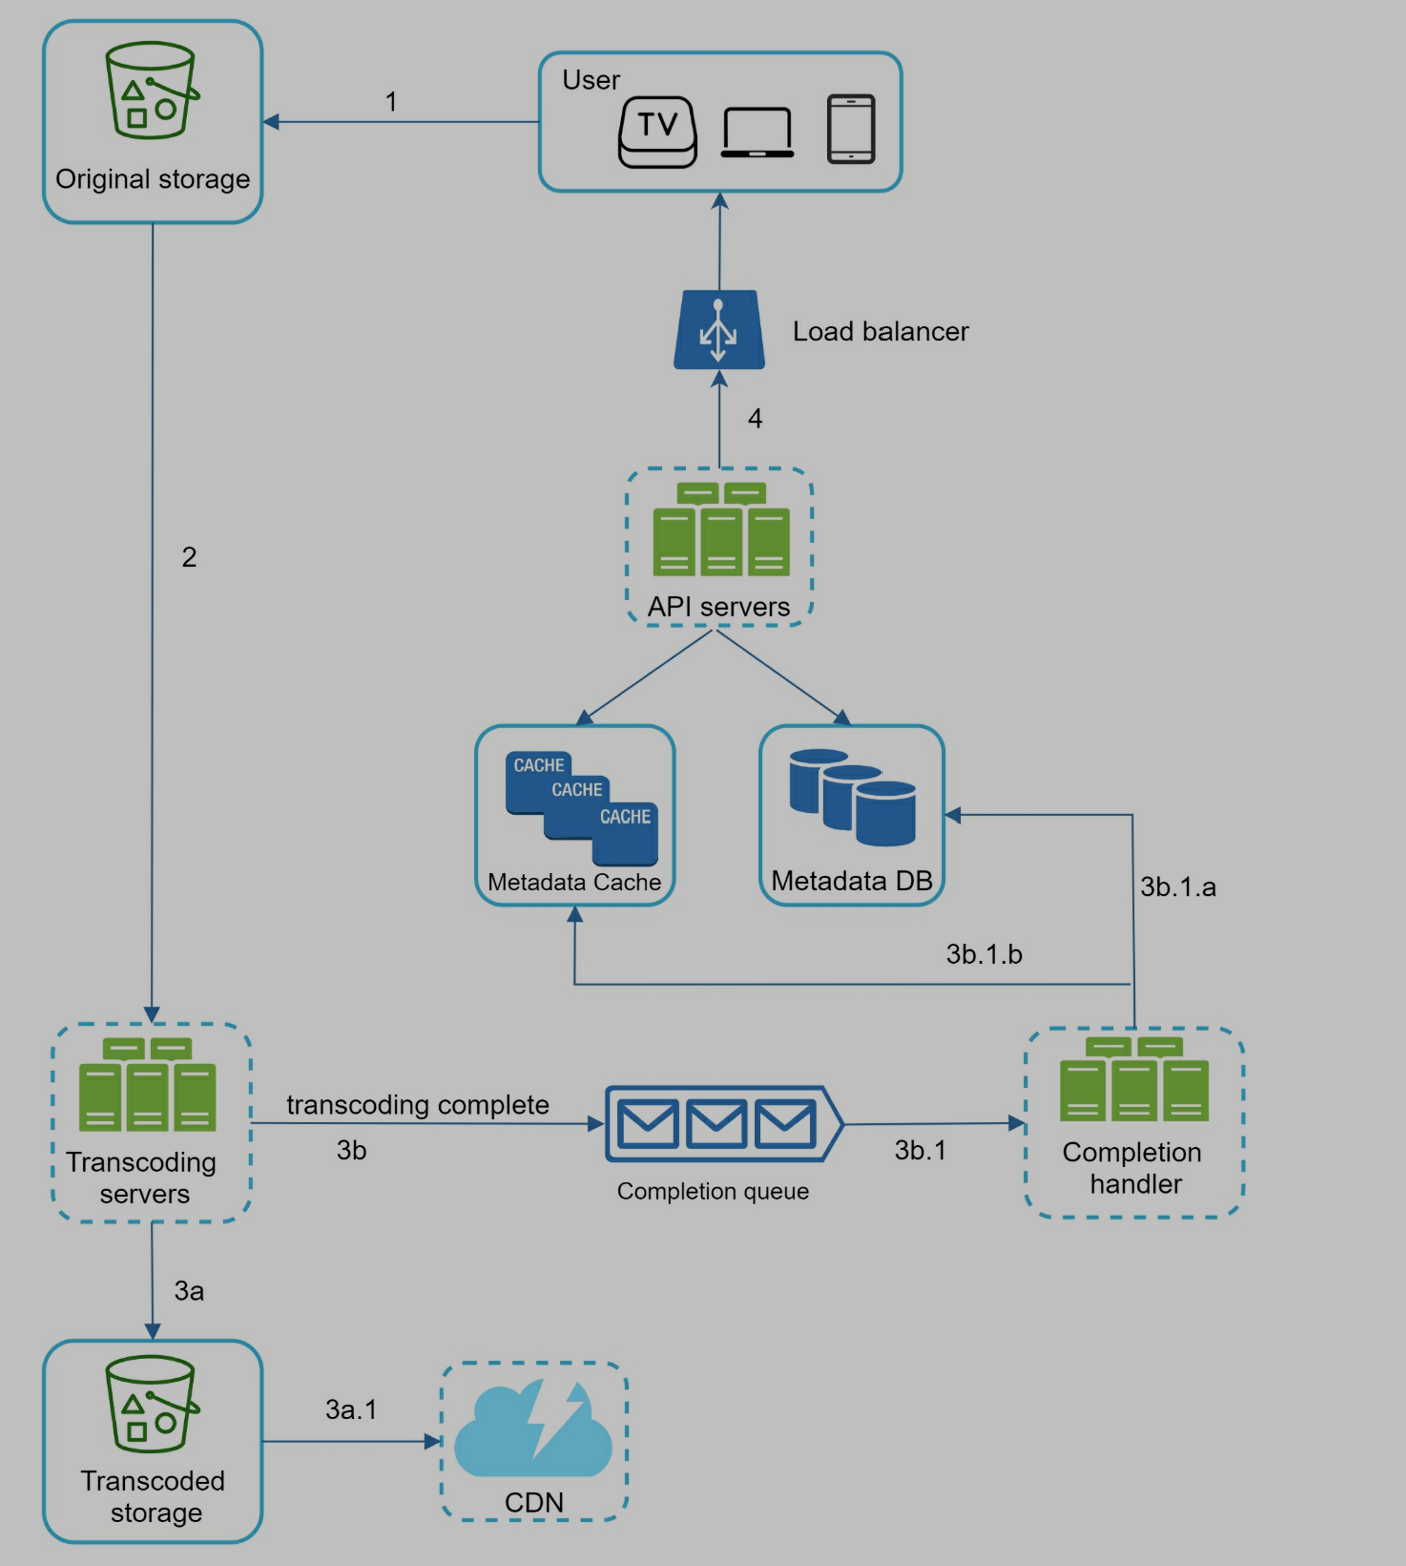 User
TV
1
Original storage
Load balancer
4
2
API servers
CACHE
CACHE
CACHE
Metadata Cache
Metadata DB
3b.1.a
3b.1.b
transcoding complete
3b
3b.1
Transcoding
servers
Completion queue
Completion
handler
3a
3a.1
Transcoded
storage
CDN